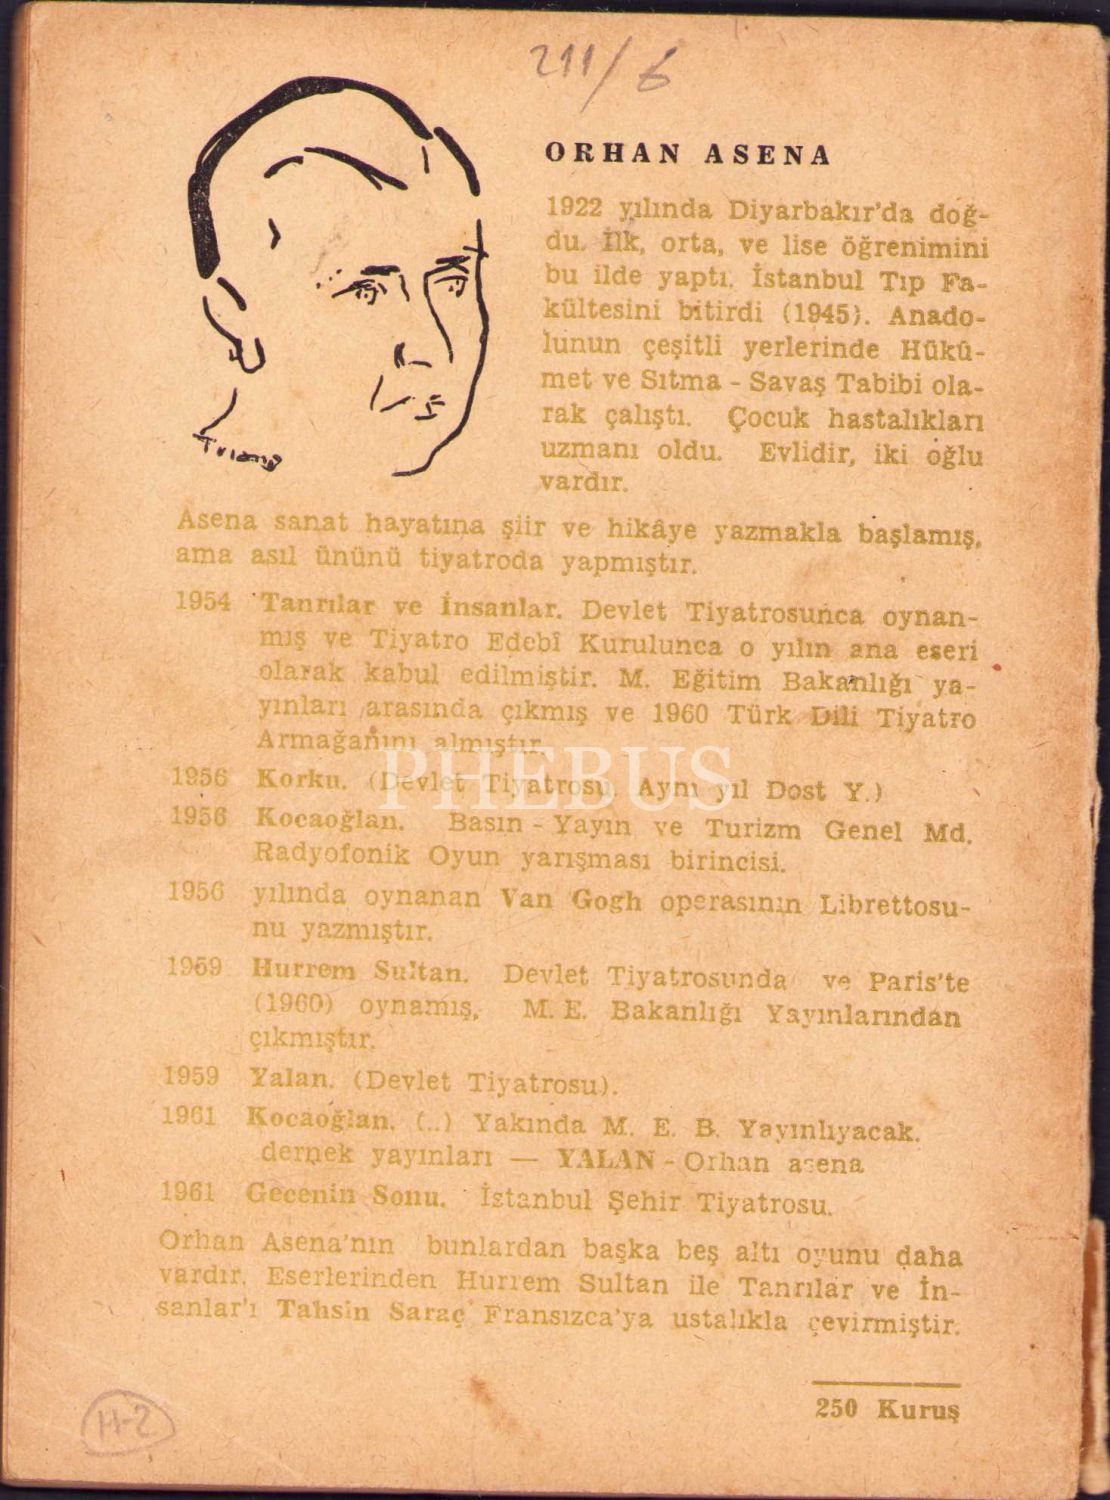 211/6
ORHAN ASENA
1922 yılında Diyarbakır'da doğ-
du. İlk, orta, ve lise öğrenimini
bu ilde yaptı. İstanbul Tıp Fa-
kültesini bitirdi (1945). Anado-
lunun çeşitli yerlerinde Hükû-
met ve Sıtma - Savaş Tabibi ola-
rak çalıştı. Çocuk hastalıkları
uzmanı oldu. Evlidir, iki oğlu
vardır.
Asena sanat hayatına şiir ve hikâye yazmakla başlamış,
ama asıl ününü tiyatroda yapmıştır.
1954 Tanrılar ve İnsanlar. Devlet Tiyatrosunca oynan-
mış ve Tiyatro Edebî Kurulunca o yılın ana eseri
olarak kabul edilmiştir. M. Eğitim Bakanlığı ya-
yınları arasında çıkmış ve 1960 Türk Dili Tiyatro
Armağanını almıştır.
PHEBUS
1956 Korku. (Devlet Tiyatrosu. Aynı yıl Dost Y.)
1956 Kocaoğlan. Basın - Yayın ve Turizm Genel Md.
Radyofonik Oyun yarışması birincisi.
1956 yılında oynanan Van Gogh operasının Librettosu-
nu yazmıştır.
1959 Hurrem Sultan. Devlet Tiyatrosunda ve Paris'te
(1960) oynamış, M. E. Bakanlığı Yayınlarından
çıkmıştır.
1959 Yalan. (Devlet Tiyatrosu).
1961 Kocaoğlan. (..) Yakında M. E. B. Yayınlıyacak.
dernek yayınları — YALAN - Orhan asena
1961 Gecenin Sonu. İstanbul Şehir Tiyatrosu.
Orhan Asena'nın bunlardan başka beş altı oyunu daha
vardır. Eserlerinden Hurrem Sultan ile Tanrılar ve İn-
sanlar'ı Tahsin Saraç Fransızca'ya ustalıkla çevirmiştir.
250 Kuruş
H-2